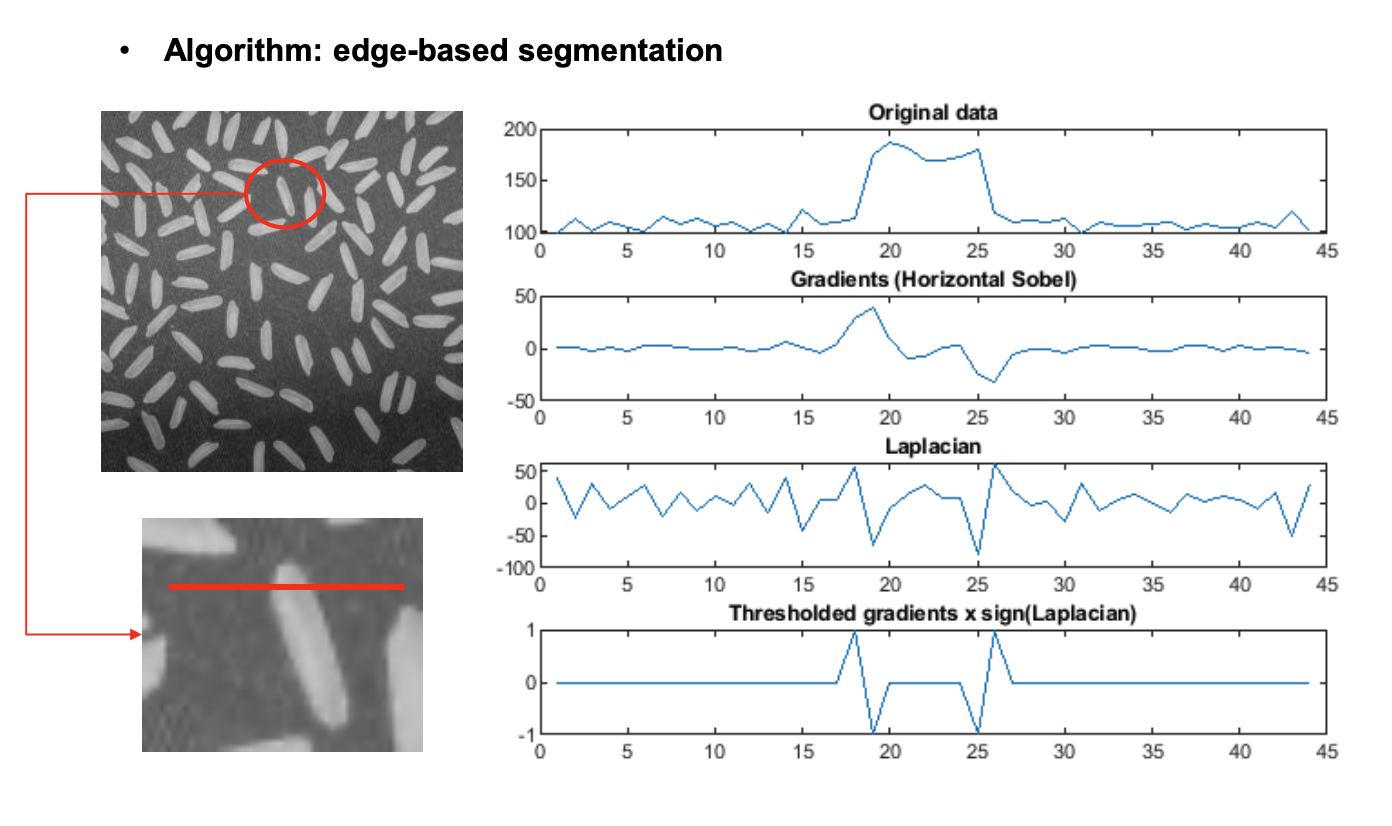 • Algorithm: edge-based segmentation
Original data
200
150
100
0 5 10 15 20 25 30 35 40 45
Gradients (Horizontal Sobel)
50
0
-50
0 5 10 15 20 25 30 35 40 45
Laplacian
50
0
-50
-100
0 5 10 15 20 25 30 35 40 45
Thresholded gradients x sign(Laplacian)
1
0
-1
0 5 10 15 20 25 30 35 40 45